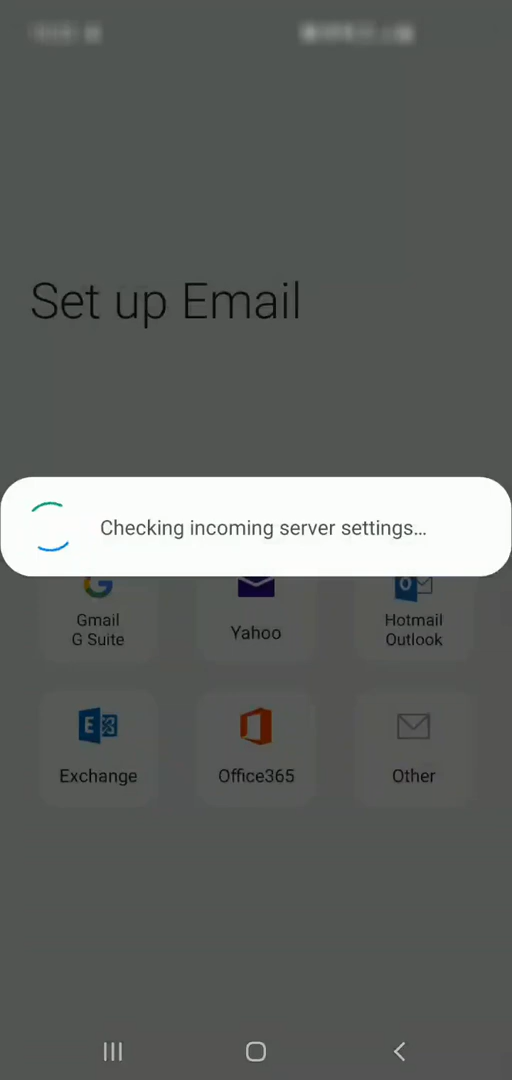 Set up Email
Checking incoming server settings...
Gmail
G Suite
Yahoo
Hotmail
Outlook
Exchange
Office365
Other